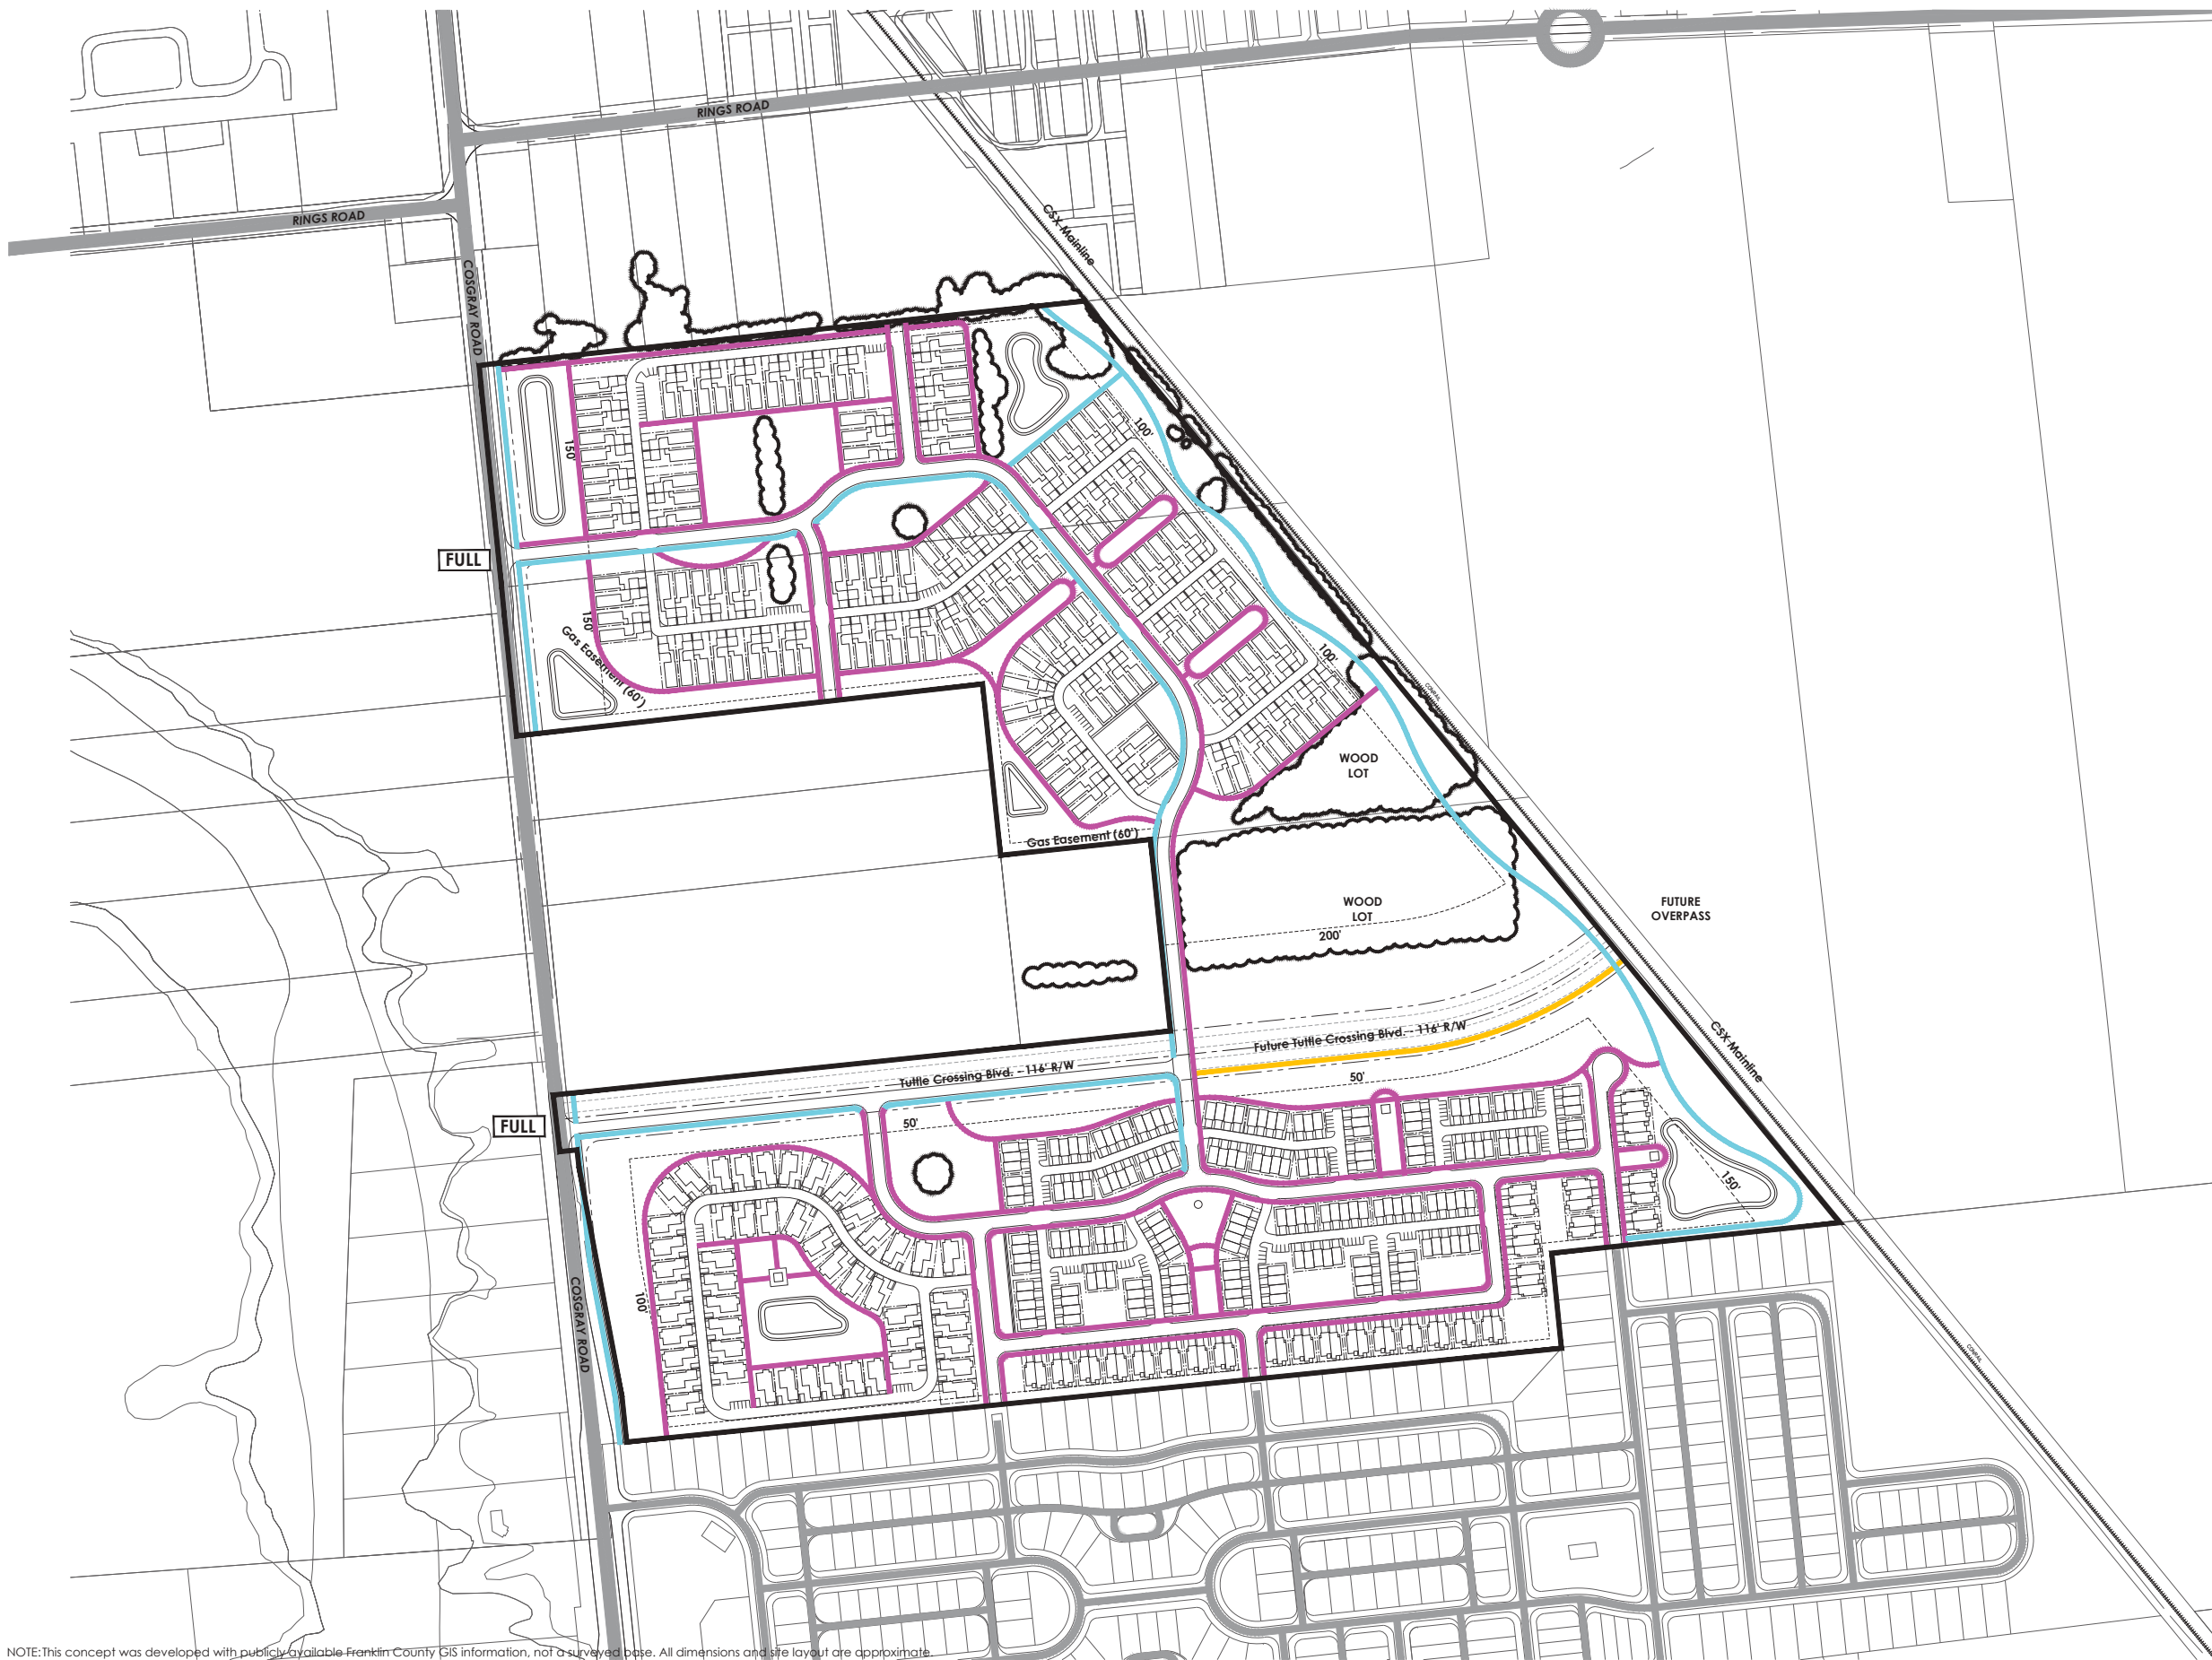 RINGS ROAD
RINGS ROAD
CSX Mainline
COSGRAY ROAD
150'
100'
FULL
150'
Gas Easement (60')
100'
CONRAIL
WOOD
LOT
Gas Easement (60')
WOOD
LOT
200'
FUTURE
OVERPASS
Future Tuttle Crossing Blvd. - 116' R/W
CSX Mainline
Tuttle Crossing Blvd. - 116' R/W
50'
50'
FULL
150'
100'
COSGRAY ROAD
CONRAIL
NOTE:This concept was developed with publicly available Franklin County GIS information, not a surveyed base. All dimensions and site layout are approximate.